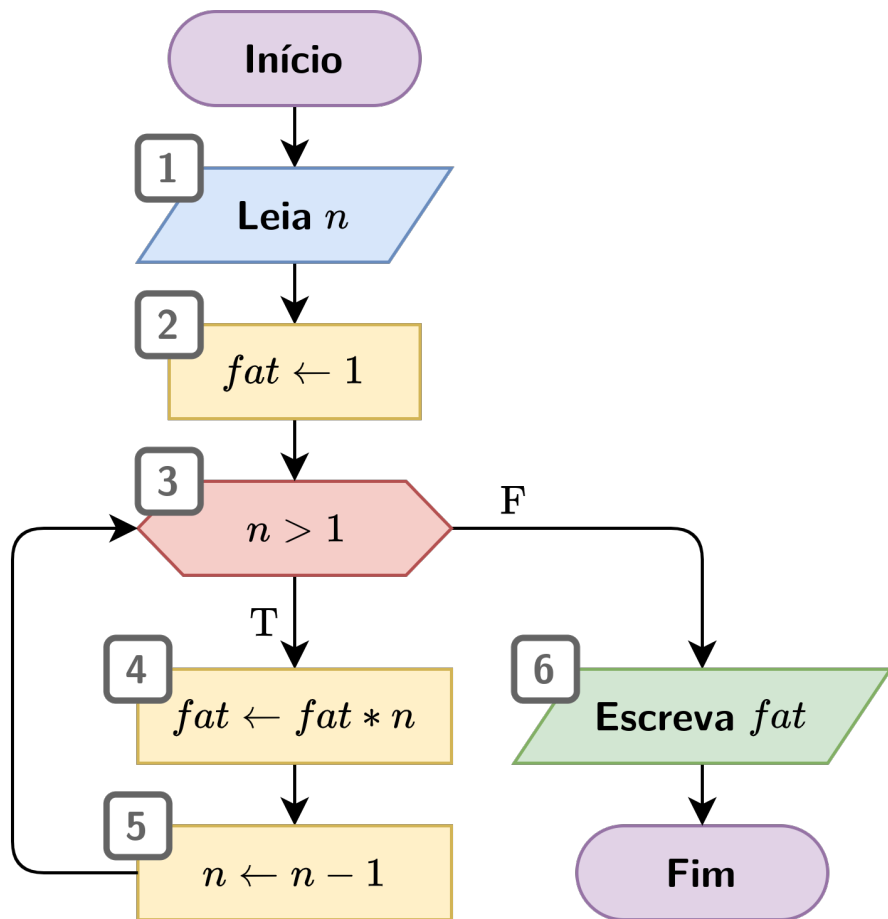 Início
1
Leia n
2
fat ← 1
3
n > 1
F
T
4
fat ← fat * n
5
n ← n − 1
6
Escreva fat
Fim